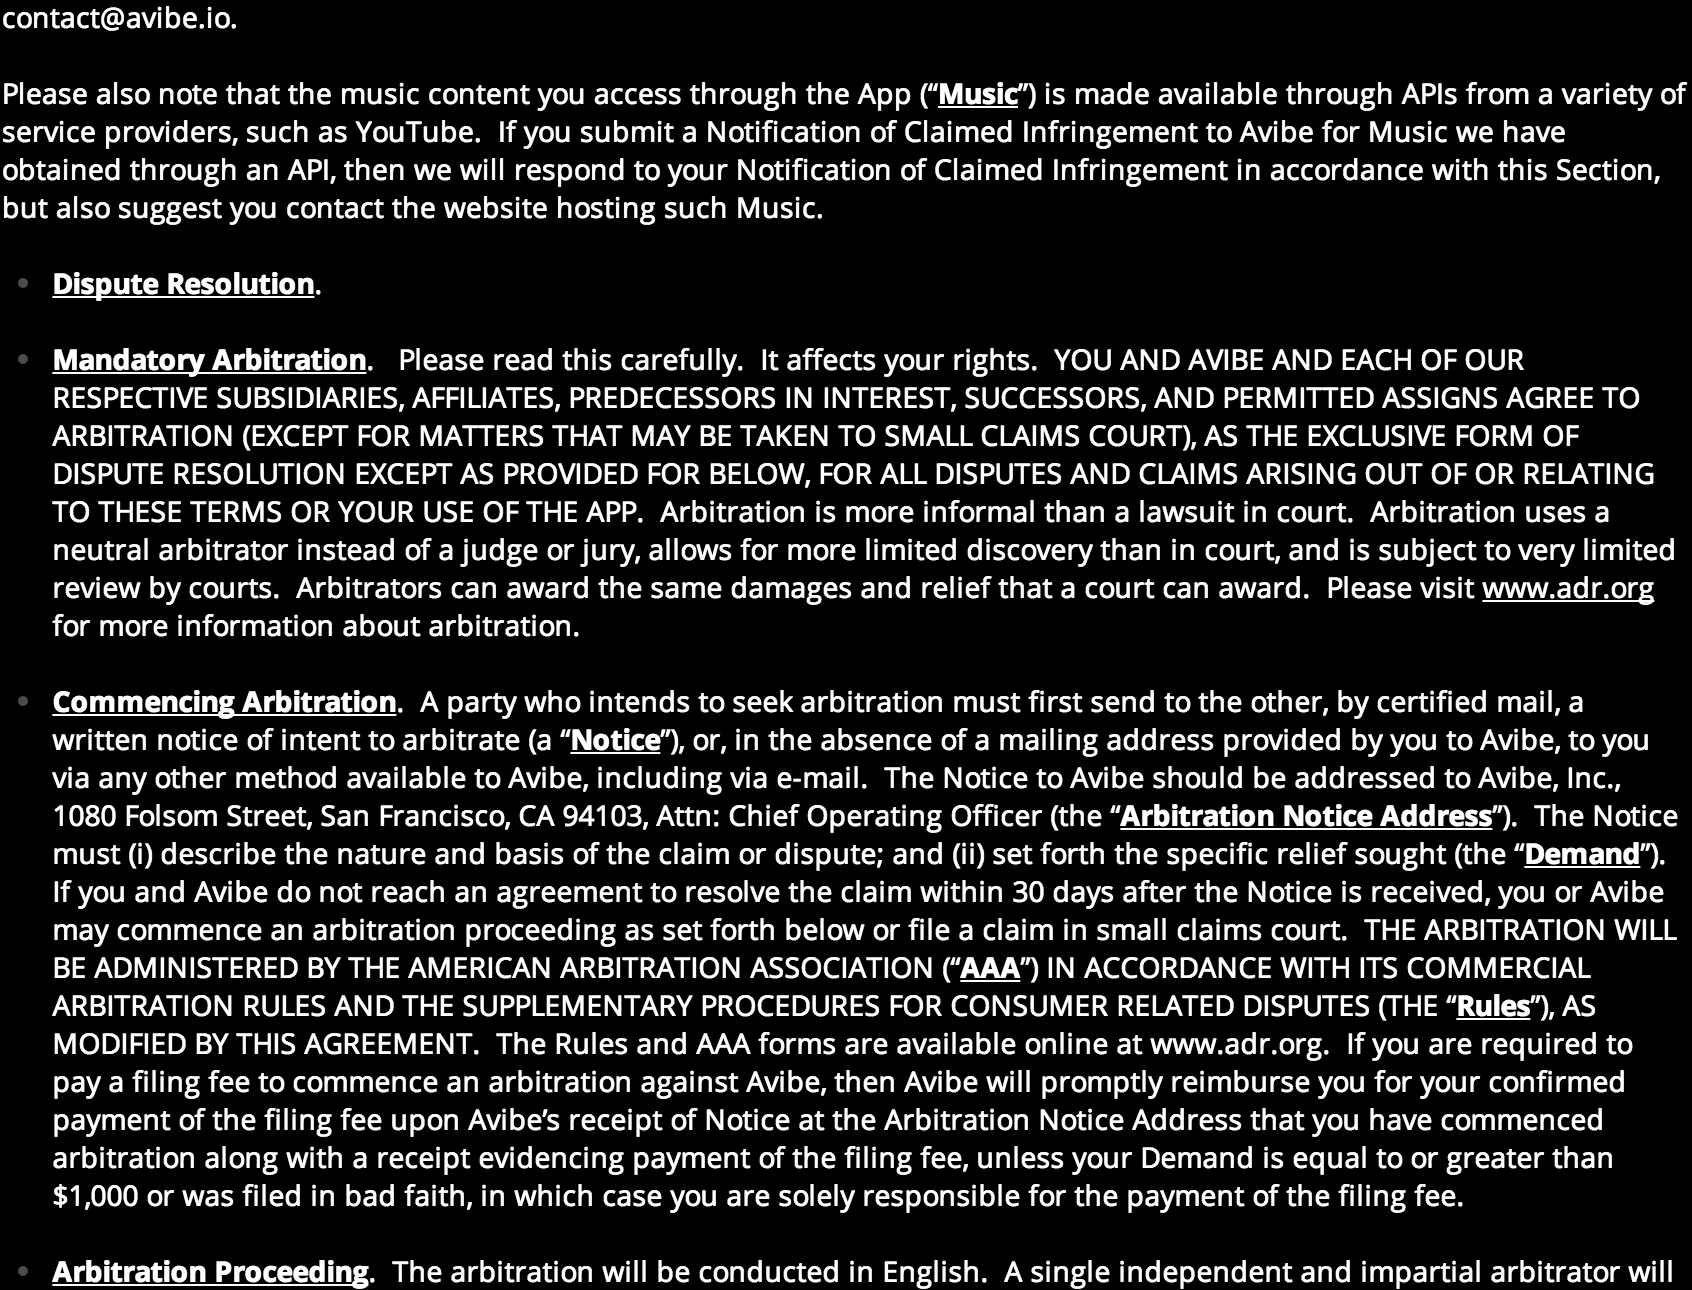 contact@avibe.io.
Please also note that the music content you access through the App (“Music”) is made available through APIs from a variety of
service providers, such as YouTube.  If you submit a Notification of Claimed Infringement to Avibe for Music we have
obtained through an API, then we will respond to your Notification of Claimed Infringement in accordance with this Section,
but also suggest you contact the website hosting such Music.
• Dispute Resolution.
• Mandatory Arbitration.   Please read this carefully.  It affects your rights.  YOU AND AVIBE AND EACH OF OUR
RESPECTIVE SUBSIDIARIES, AFFILIATES, PREDECESSORS IN INTEREST, SUCCESSORS, AND PERMITTED ASSIGNS AGREE TO
ARBITRATION (EXCEPT FOR MATTERS THAT MAY BE TAKEN TO SMALL CLAIMS COURT), AS THE EXCLUSIVE FORM OF
DISPUTE RESOLUTION EXCEPT AS PROVIDED FOR BELOW, FOR ALL DISPUTES AND CLAIMS ARISING OUT OF OR RELATING
TO THESE TERMS OR YOUR USE OF THE APP.  Arbitration is more informal than a lawsuit in court.  Arbitration uses a
neutral arbitrator instead of a judge or jury, allows for more limited discovery than in court, and is subject to very limited
review by courts.  Arbitrators can award the same damages and relief that a court can award.  Please visit www.adr.org
for more information about arbitration.
• Commencing Arbitration.  A party who intends to seek arbitration must first send to the other, by certified mail, a
written notice of intent to arbitrate (a “Notice”), or, in the absence of a mailing address provided by you to Avibe, to you
via any other method available to Avibe, including via e-mail.  The Notice to Avibe should be addressed to Avibe, Inc.,
1080 Folsom Street, San Francisco, CA 94103, Attn: Chief Operating Officer (the “Arbitration Notice Address”).  The Notice
must (i) describe the nature and basis of the claim or dispute; and (ii) set forth the specific relief sought (the “Demand”).
If you and Avibe do not reach an agreement to resolve the claim within 30 days after the Notice is received, you or Avibe
may commence an arbitration proceeding as set forth below or file a claim in small claims court.  THE ARBITRATION WILL
BE ADMINISTERED BY THE AMERICAN ARBITRATION ASSOCIATION (“AAA”) IN ACCORDANCE WITH ITS COMMERCIAL
ARBITRATION RULES AND THE SUPPLEMENTARY PROCEDURES FOR CONSUMER RELATED DISPUTES (THE “Rules”), AS
MODIFIED BY THIS AGREEMENT.  The Rules and AAA forms are available online at www.adr.org.  If you are required to
pay a filing fee to commence an arbitration against Avibe, then Avibe will promptly reimburse you for your confirmed
payment of the filing fee upon Avibe’s receipt of Notice at the Arbitration Notice Address that you have commenced
arbitration along with a receipt evidencing payment of the filing fee, unless your Demand is equal to or greater than
$1,000 or was filed in bad faith, in which case you are solely responsible for the payment of the filing fee.
• Arbitration Proceeding.  The arbitration will be conducted in English.  A single independent and impartial arbitrator will